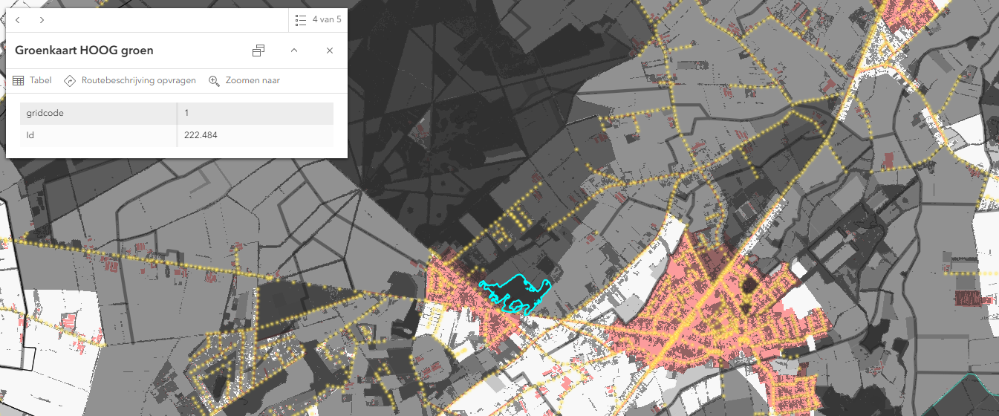 4 van 5
Groenkaart HOOG groen
Tabel Routebeschrijving opvragen Zoomen naar
gridcode 1
Id 222.484